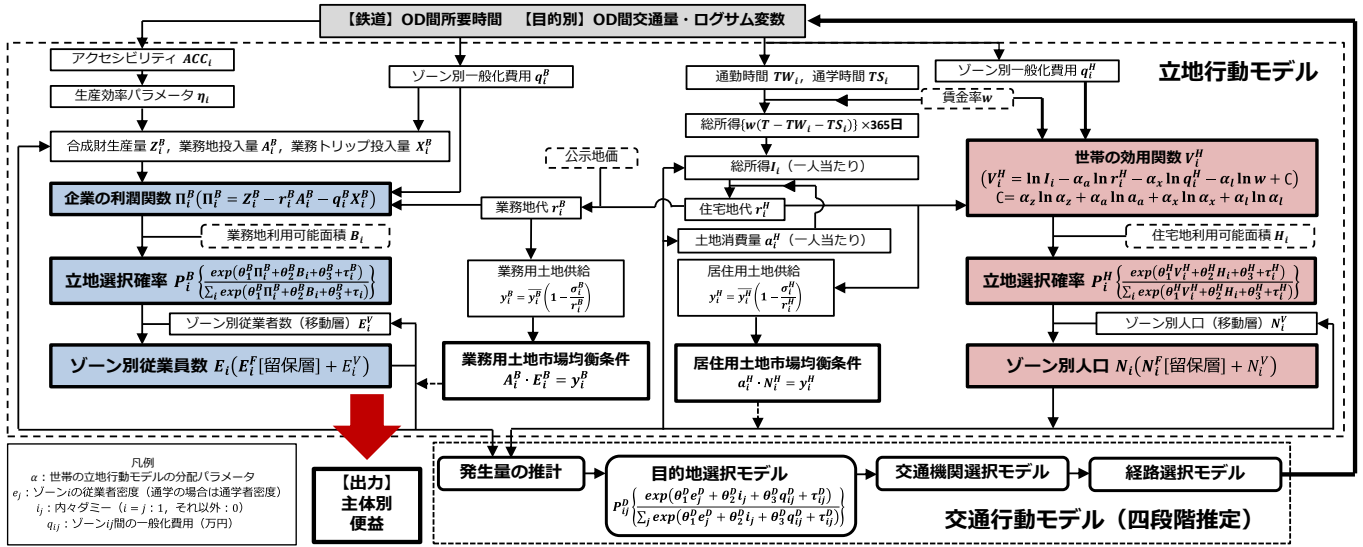 【鉄道】OD間所要時間　【目的別】OD間交通量・ログサム変数
立地行動モデル
アクセシビリティ ACC_i
生産効率パラメータ η_i
ゾーン別一般化費用 q_i^B
合成財生産量 Z_i^B，業務地投入量 A_i^B，業務トリップ投入量 X_i^B
企業の利潤関数 Π_i^B(Π_i^B = Z_i^B − r_i^B A_i^B − q_i^B X_i^B)
業務地利用可能面積 B_i
立地選択確率 P_i^B {exp(θ_1^B Π_i^B+θ_2^B B_i+θ_3^B+τ_i^B) / ∑_i exp(θ_1^B Π_i^B+θ_2^B B_i+θ_3^B+τ_i)}
ゾーン別従業者数（移動層）E_i^V
ゾーン別従業員数 E_i(E_i^F[留保層] + E_i^V)
公示地価
業務地代 r_i^B
業務用土地供給
y_i^B = \overline{y_i^B}(1 − σ_i^B / r_i^B)
業務用土地市場均衡条件
A_i^B ∙ E_i^B = y_i^B
通勤時間 TW_i，通学時間 TS_i
総所得{w(T − TW_i − TS_i)} ×365日
総所得I_i（一人当たり）
住宅地代 r_i^H
土地消費量 a_i^H（一人当たり）
居住用土地供給
y_i^H = \overline{y_i^H}(1 − σ_i^H / r_i^H)
居住用土地市場均衡条件
a_i^H ∙ N_i^H = y_i^H
ゾーン別一般化費用 q_i^H
賃金率w
世帯の効用関数 V_i^H
(V_i^H = ln I_i − α_a ln r_i^H − α_x ln q_i^H − α_l ln w + C)
C= α_z ln α_z + α_a ln a_a + α_x ln α_x + α_l ln α_l
住宅地利用可能面積 H_i
立地選択確率 P_i^H {exp(θ_1^H V_i^H+θ_2^H H_i+θ_3^H+τ_i^H) / ∑_i exp(θ_1^H V_i^H+θ_2^H H_i+θ_3^H+τ_i^H)}
ゾーン別人口（移動層）N_i^V
ゾーン別人口 N_i(N_i^F[留保層] + N_i^V)
凡例
α：世帯の立地行動モデルの分配パラメータ
e_j：ゾーンiの従業者密度（通学の場合は通学者密度）
i_j：内々ダミー（i = j：1，それ以外：0）
q_ij：ゾーンij間の一般化費用（万円）
【出力】
主体別
便益
発生量の推計
目的地選択モデル
P_ij^D {exp(θ_1^D e_j^D + θ_2^D i_j + θ_3^D q_ij^D + τ_ij^D) / ∑_j exp(θ_1^D e_j^D + θ_2^D i_j + θ_3^D q_ij^D + τ_ij^D)}
交通機関選択モデル
経路選択モデル
交通行動モデル（四段階推定）